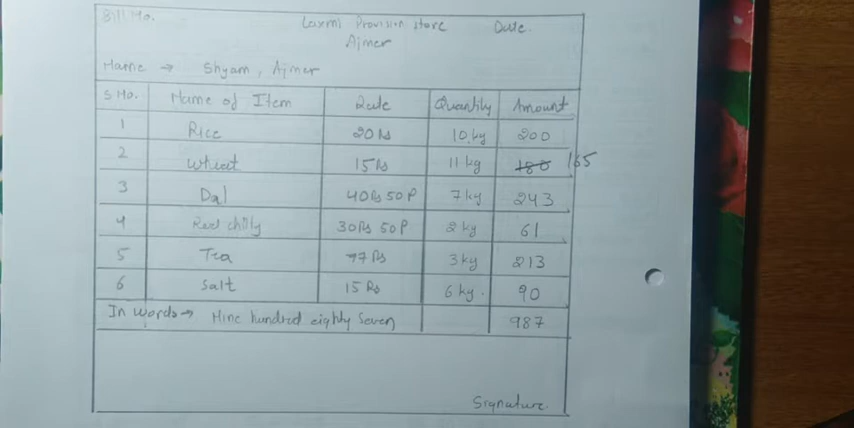 Bill No. Laxmi Provision store Date.
Ajmer
Name → Shyam, Ajmer
S No. Name of Item Rate Quantity Amount
1 Rice 20 Rs 10 kg 200
2 Wheat 15 Rs 11 kg 180 165
3 Dal 40 Rs 50 P 7 kg 243
4 Red chilly 30 Rs 50 P 2 kg 61
5 Tea 3 kg 213
6 Salt 15 Rs 6 kg. 90
In words → Nine hundred eighty Seven 987
Signature